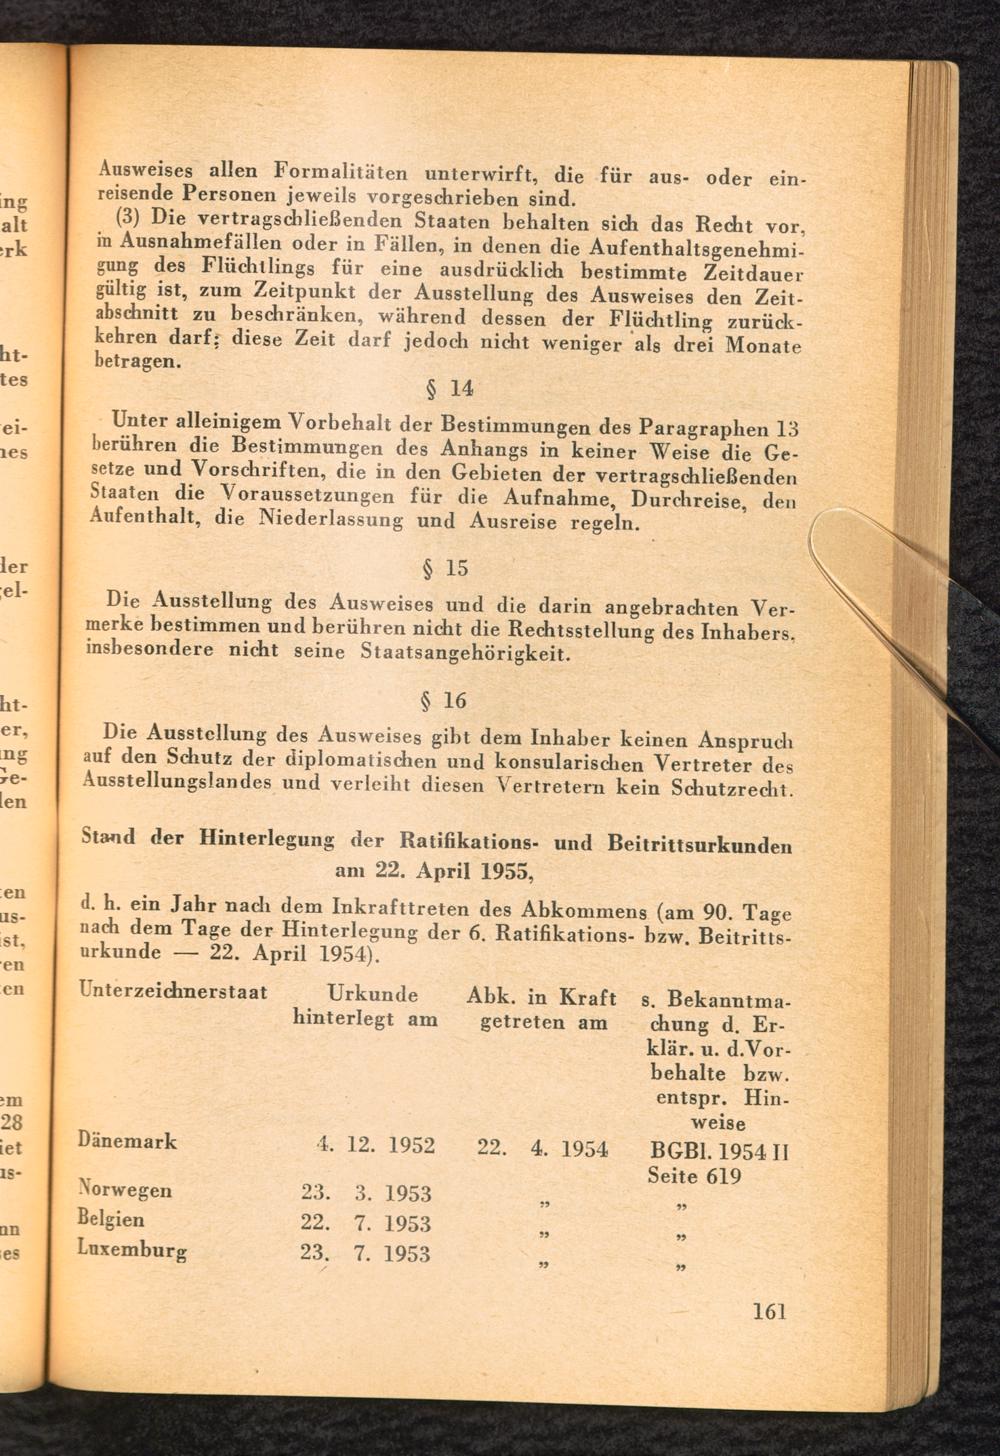 Ausweises allen Formalitäten unterwirft, die für aus- oder ein-
reisende Personen jeweils vorgeschrieben sind.
(3) Die vertragschließenden Staaten behalten sich das Recht vor,
in Ausnahmefällen oder in Fällen, in denen die Aufenthaltsgenehmi-
gung des Flüchtlings für eine ausdrücklich bestimmte Zeitdauer
gültig ist, zum Zeitpunkt der Ausstellung des Ausweises den Zeit-
abschnitt zu beschränken, während dessen der Flüchtling zurück-
kehren darf; diese Zeit darf jedoch nicht weniger als drei Monate
betragen.
§ 14
Unter alleinigem Vorbehalt der Bestimmungen des Paragraphen 13
berühren die Bestimmungen des Anhangs in keiner Weise die Ge-
setze und Vorschriften, die in den Gebieten der vertragschließenden
Staaten die Voraussetzungen für die Aufnahme, Durchreise, den
Aufenthalt, die Niederlassung und Ausreise regeln.
§ 15
Die Ausstellung des Ausweises und die darin angebrachten Ver-
merke bestimmen und berühren nicht die Rechtsstellung des Inhabers,
insbesondere nicht seine Staatsangehörigkeit.
§ 16
Die Ausstellung des Ausweises gibt dem Inhaber keinen Anspruch
auf den Schutz der diplomatischen und konsularischen Vertreter des
Ausstellungslandes und verleiht diesen Vertretern kein Schutzrecht.
Stand der Hinterlegung der Ratifikations- und Beitrittsurkunden
am 22. April 1955,
d. h. ein Jahr nach dem Inkrafttreten des Abkommens (am 90. Tage
nach dem Tage der Hinterlegung der 6. Ratifikations- bzw. Beitritts-
urkunde — 22. April 1954).
Unterzeichnerstaat Urkunde Abk. in Kraft s. Bekanntma-
hinterlegt am getreten am chung d. Er-
klär. u. d.Vor-
behalte bzw.
entspr. Hin-
weise
Dänemark 4. 12. 1952 22. 4. 1954 BGBl. 1954 II
Seite 619
Norwegen 23. 3. 1953 „ „
Belgien 22. 7. 1953 „ „
Luxemburg 23. 7. 1953 „ „
161